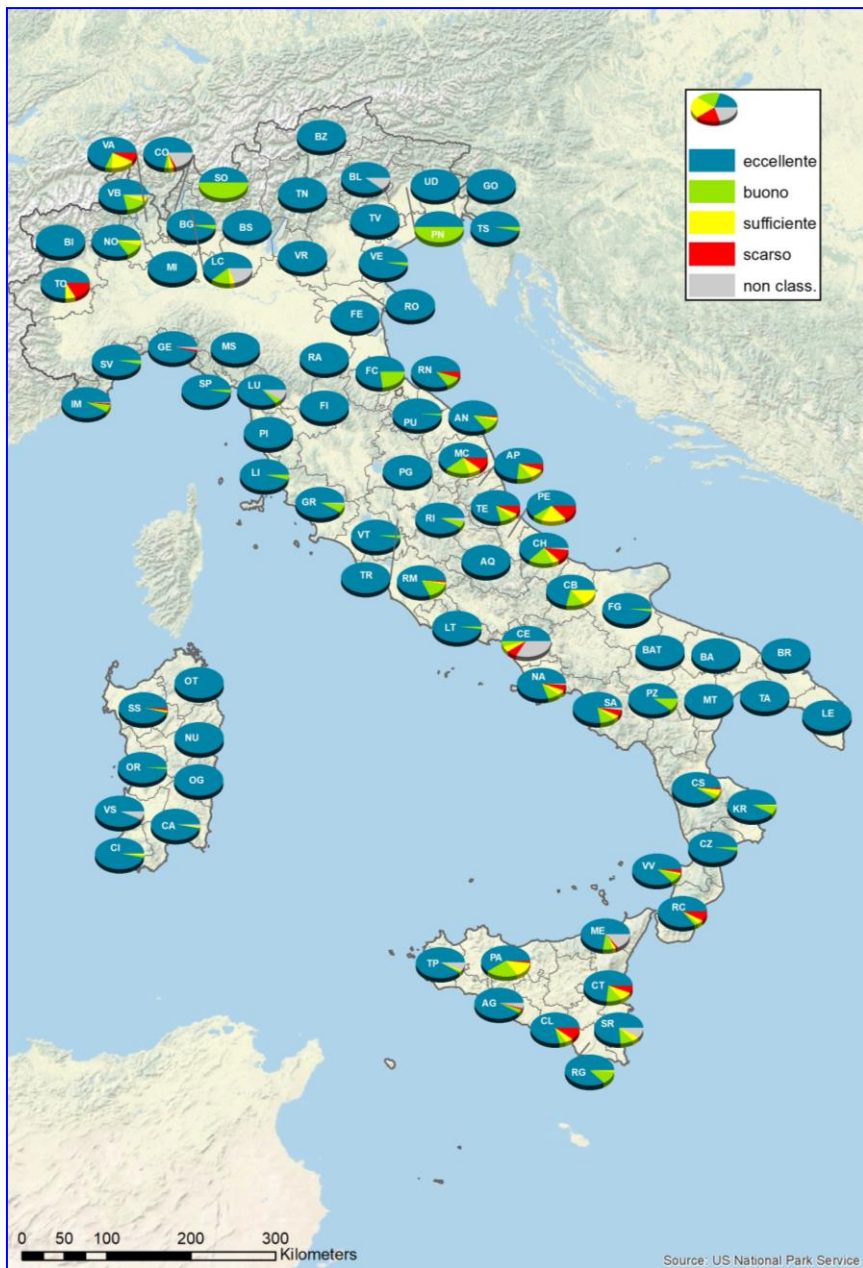 VA
CO
BZ
SO
BL
UD
GO
VB
TN
BG
BS
TV
PN
TS
BI
NO
MI
LC
VR
VE
TO
FE
RO
GE
MS
RA
SV
FC
RN
SP
LU
IM
FI
PU
AN
PI
MC
AP
LI
PG
GR
RI
TE
PE
VT
CH
TR
RM
AQ
CB
FG
LT
CE
BAT
BA
BR
NA
SA
PZ
MT
TA
LE
OT
SS
NU
OR
OG
VS
CA
CI
CS
KR
CZ
VV
RC
ME
TP
PA
AG
CT
CL
SR
RG
eccellente
buono
sufficiente
scarso
non class.
0 50 100 200 300
Kilometers
Source: US National Park Service